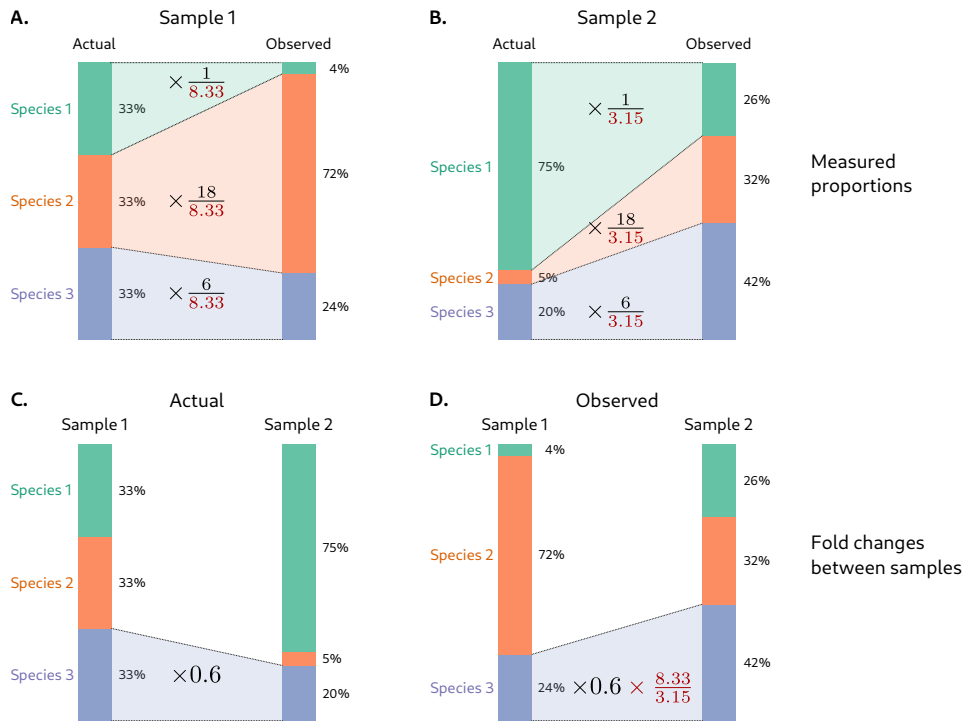 A. Sample 1
Actual Observed
4%
× 1/8.33
Species 1 33%
72%
Species 2 33% × 18/8.33
Species 3 33% × 6/8.33
24%
B. Sample 2
Actual Observed
× 1/3.15
26%
Species 1 75%
32%
× 18/3.15
Species 2 5%
42%
Species 3 20% × 6/3.15
Measured
proportions
C. Actual
Sample 1 Sample 2
Species 1 33%
75%
Species 2 33%
5%
Species 3 33% ×0.6
20%
D. Observed
Sample 1 Sample 2
Species 1 4%
26%
Species 2 72%
32%
42%
Species 3 24% ×0.6 × 8.33/3.15
Fold changes
between samples